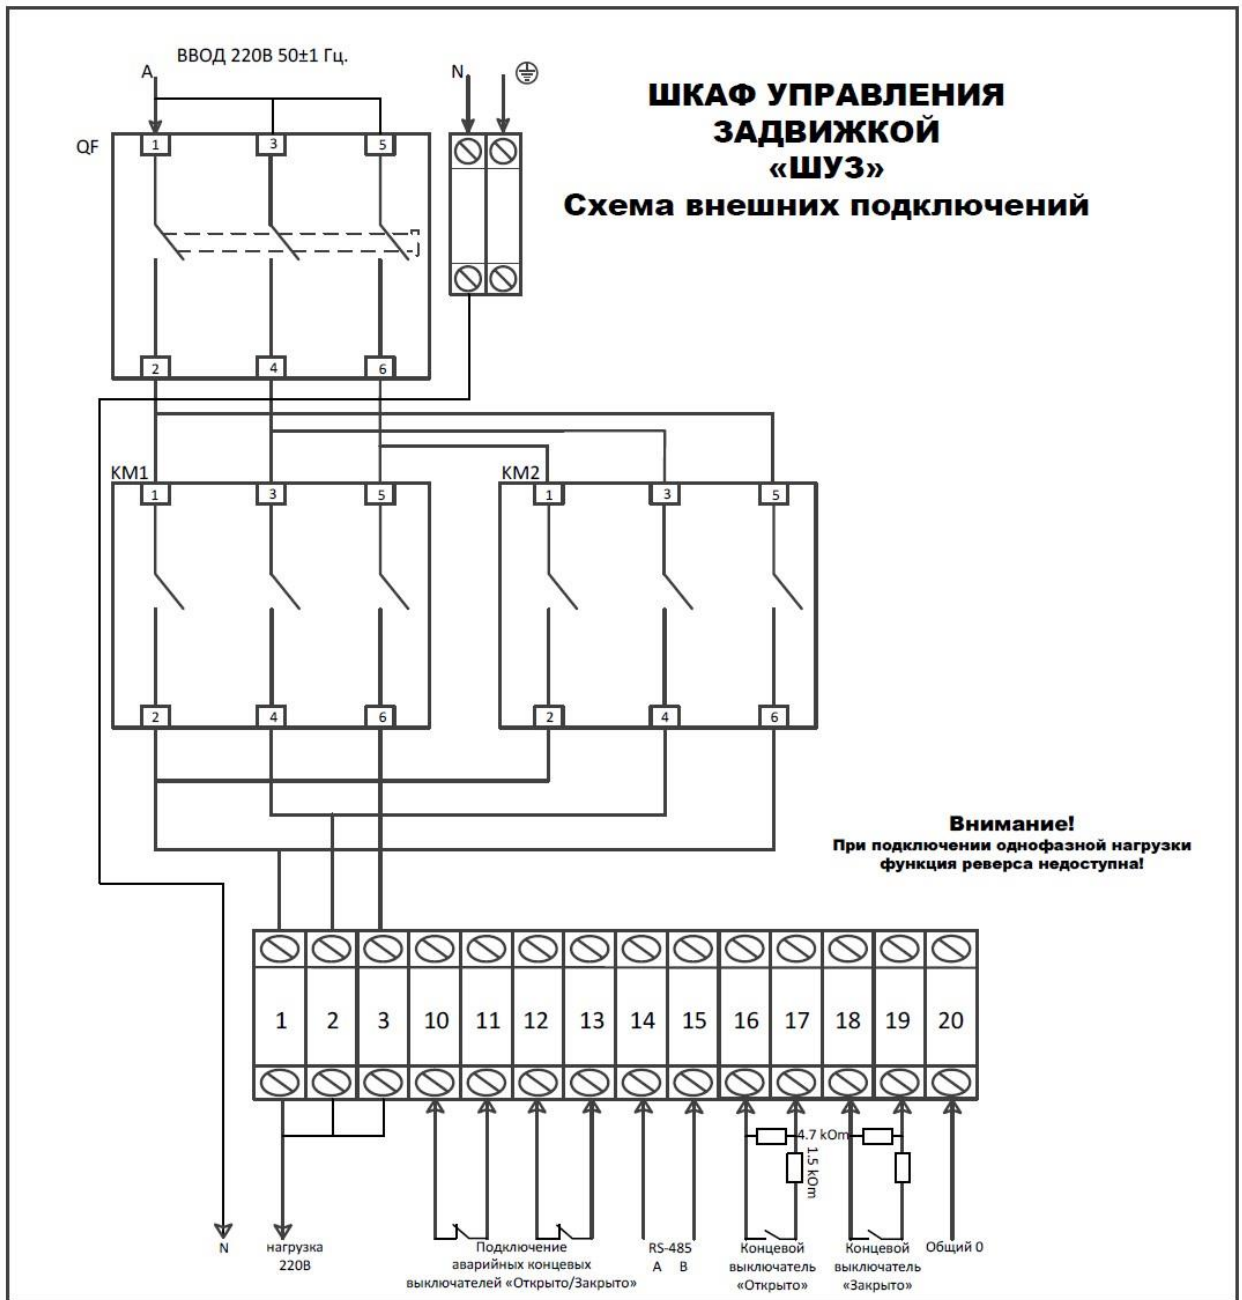 ВВОД 220В 50±1 Гц.
A
N
ШКАФ УПРАВЛЕНИЯ
ЗАДВИЖКОЙ
«ШУЗ»
Схема внешних подключений
QF
1
3
5
2
4
6
KM1
1
3
5
KM2
1
3
5
2
4
6
2
4
6
Внимание!
При подключении однофазной нагрузки
функция реверса недоступна!
1 2 3 10 11 12 13 14 15 16 17 18 19 20
4.7 kOm
1.5 kOm
N
нагрузка
220В
Подключение
аварийных концевых
выключателей «Открыто/Закрыто»
RS-485
A B
Концевой
выключатель
«Открыто»
Концевой
выключатель
«Закрыто»
Общий 0